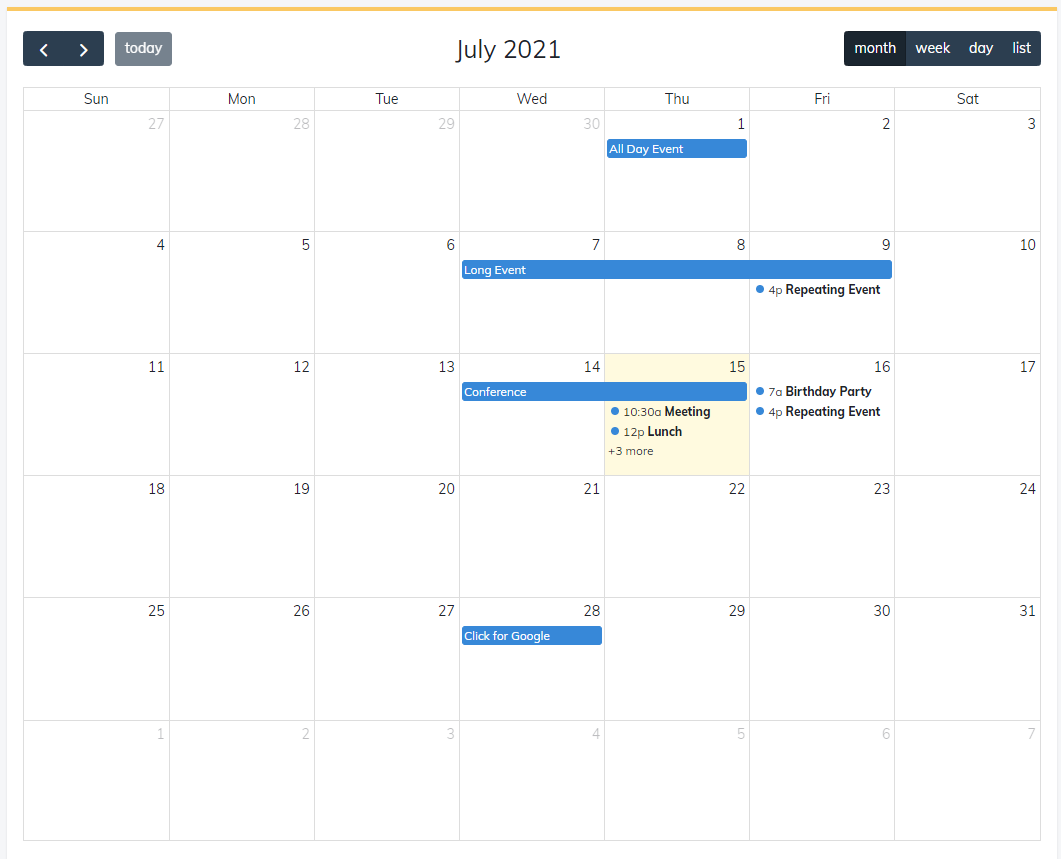 today
July 2021
month week day list
Sun Mon Tue Wed Thu Fri Sat
27 28 29 30 1 2 3
All Day Event
4 5 6 7 8 9 10
Long Event
4p Repeating Event
11 12 13 14 15 16 17
Conference
7a Birthday Party
10:30a Meeting
4p Repeating Event
12p Lunch
+3 more
18 19 20 21 22 23 24
25 26 27 28 29 30 31
Click for Google
1 2 3 4 5 6 7